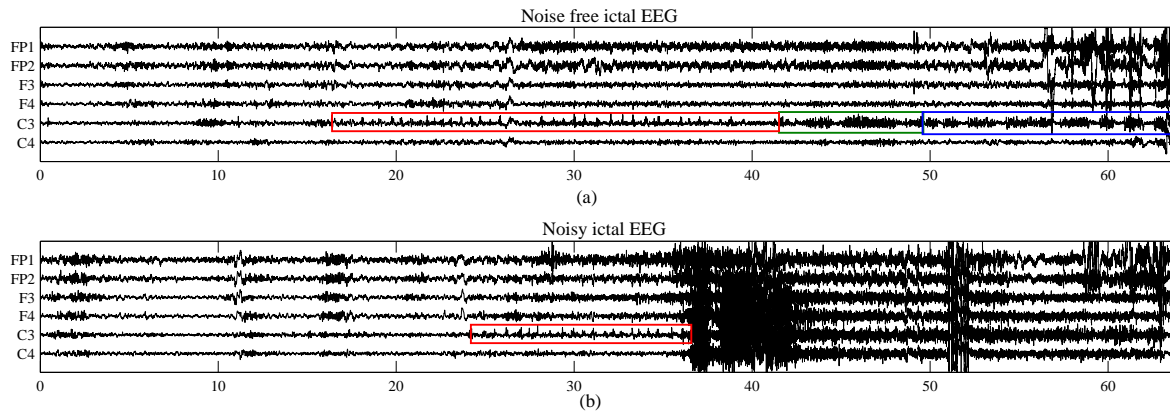 Noise free ictal EEG
FP1
FP2
F3
F4
C3
C4
0 10 20 30 40 50 60
(a)
Noisy ictal EEG
FP1
FP2
F3
F4
C3
C4
0 10 20 30 40 50 60
(b)